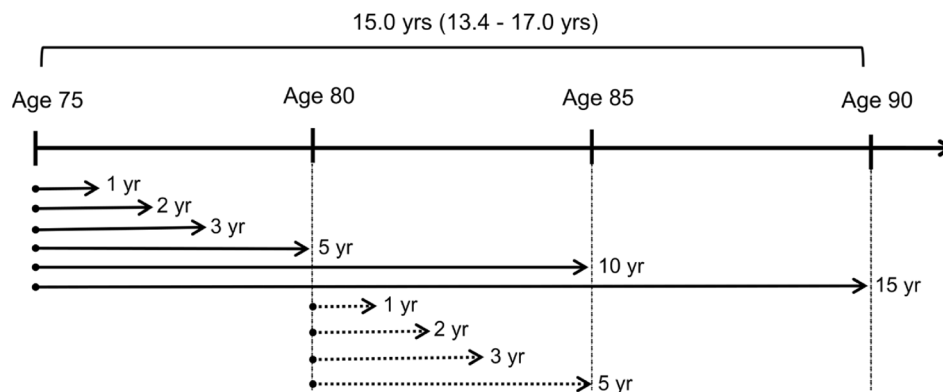 15.0 yrs (13.4 - 17.0 yrs)
Age 75
Age 80
Age 85
Age 90
1 yr
2 yr
3 yr
5 yr
10 yr
15 yr
1 yr
2 yr
3 yr
5 yr